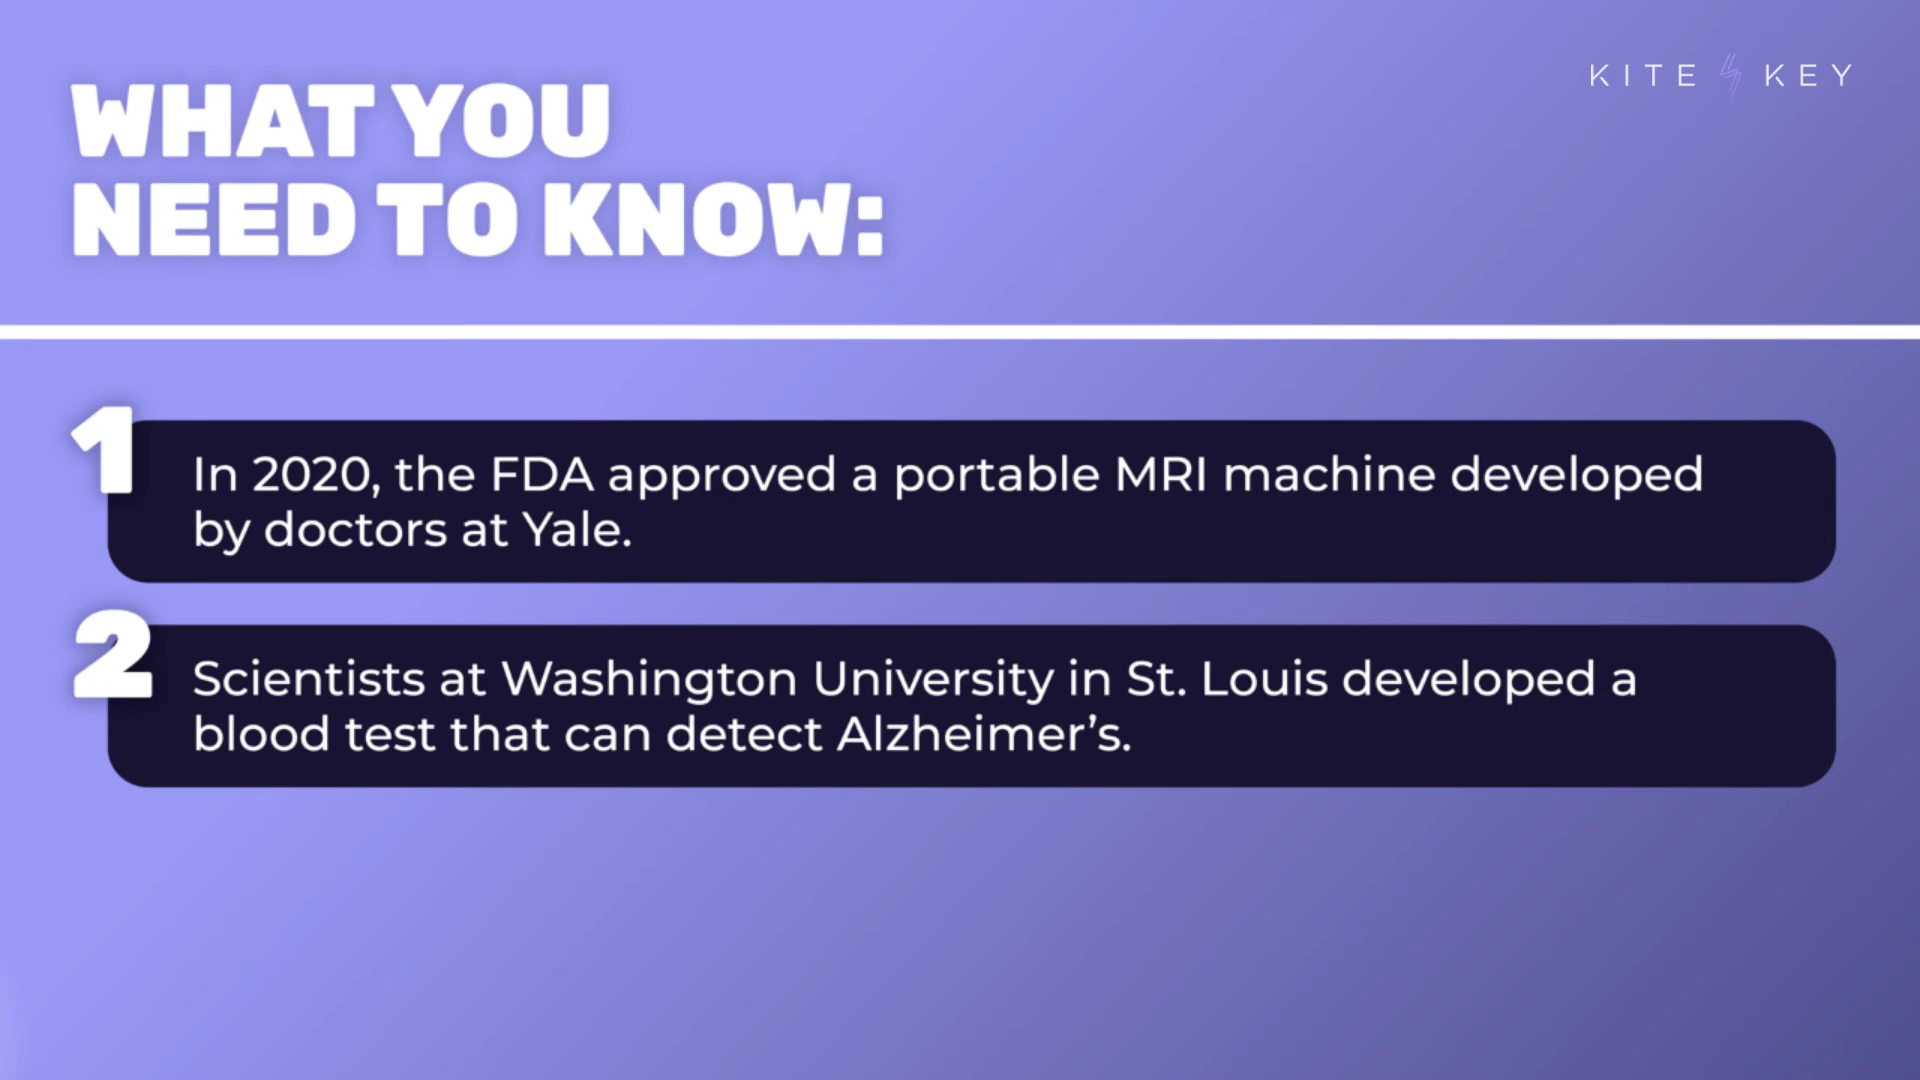 KITE KEY
WHAT YOU
NEED TO KNOW:
1
In 2020, the FDA approved a portable MRI machine developed
by doctors at Yale.
2
Scientists at Washington University in St. Louis developed a
blood test that can detect Alzheimer’s.